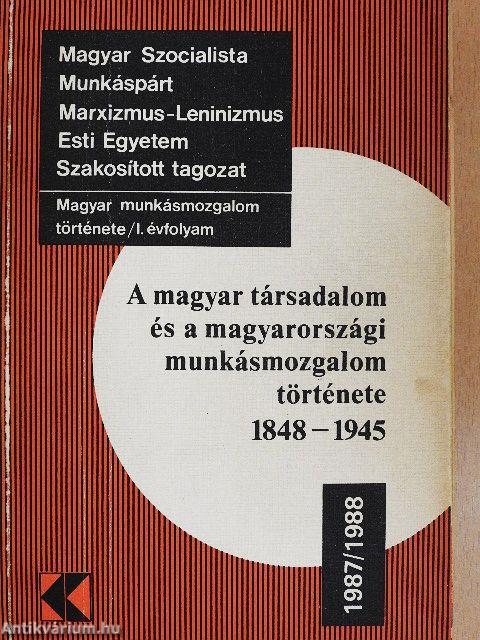 Magyar Szocialista
Munkáspárt
Marxizmus-Leninizmus
Esti Egyetem
Szakosított tagozat
Magyar munkásmozgalom
története/I. évfolyam
A magyar társadalom
és a magyarországi
munkásmozgalom
története
1848–1945
1987/1988
Antikvárium.hu